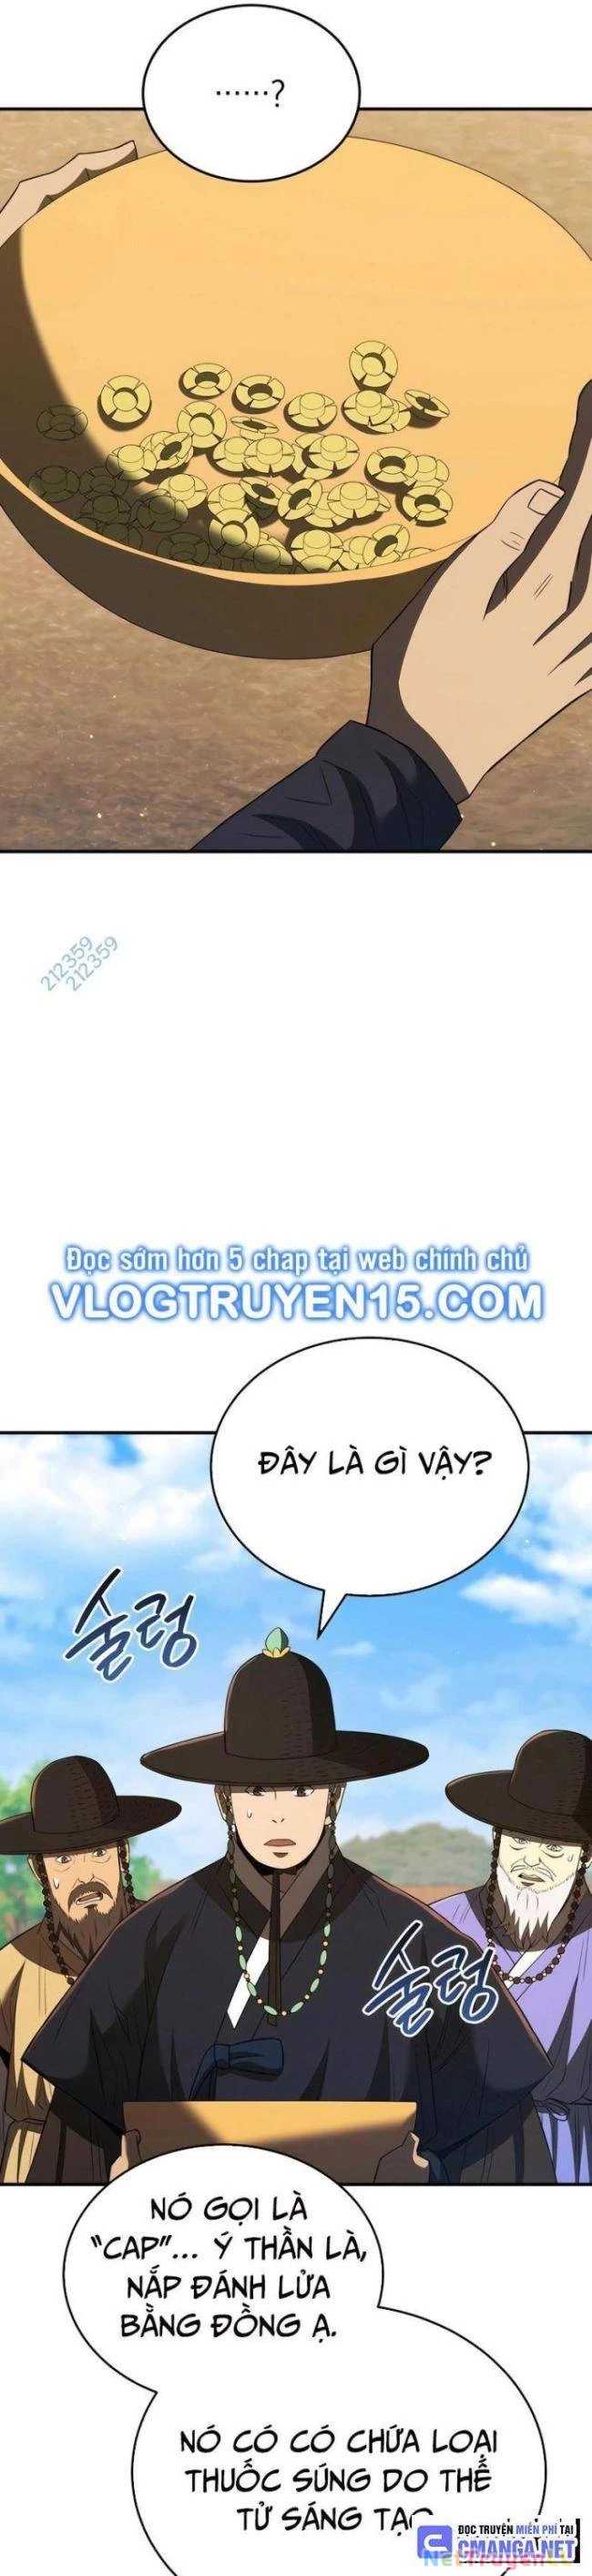 ......?
212359
212359
Đọc sớm hơn 5 chap tại web chính chủ
VLOGTRUYEN15.COM
ĐÂY LÀ GÌ VẬY?
술렁
술렁
NÓ GỌI LÀ
"CAP"... Ý THẦN LÀ,
NẮP ĐÁNH LỬA
BẰNG ĐỒNG Ạ.
NÓ CÓ CÓ CHỨA LOẠI
THUỐC SÚNG DO THẾ
TỬ SÁNG TẠO
ĐỌC TRUYỆN MIỄN PHÍ TẠI
CMANGA.NET